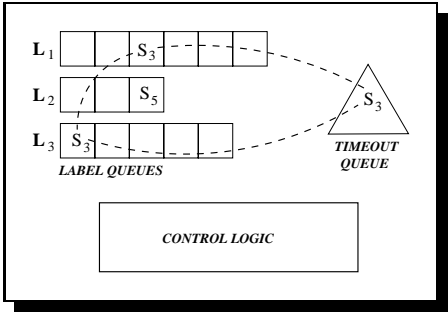 L1 S3
L2 S5 S3
L3 S3
TIMEOUT
QUEUE
LABEL QUEUES
CONTROL LOGIC